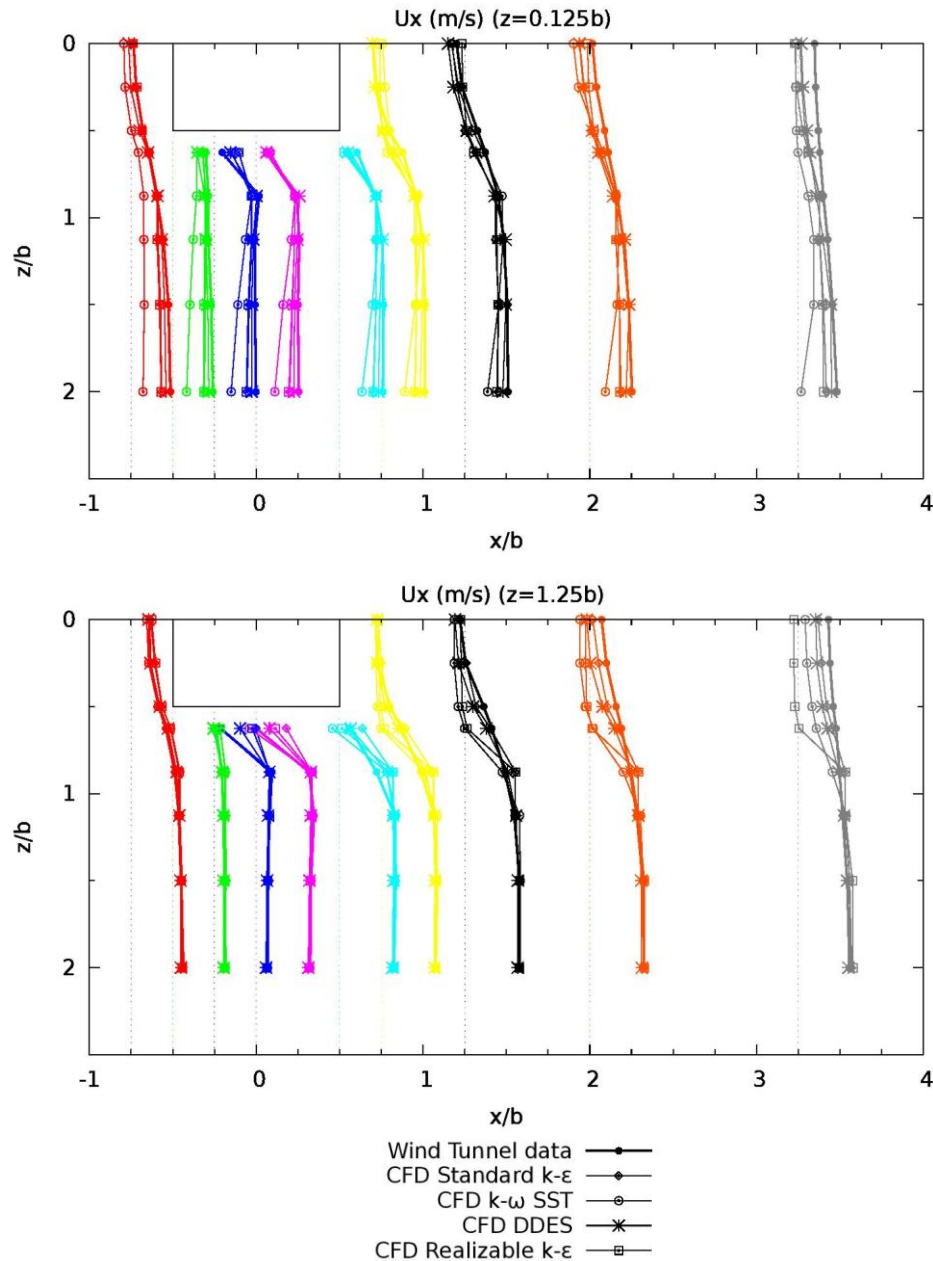 Ux (m/s) (z=0.125b)
0
1
2
z/b
-1 0 1 2 3 4
x/b
Ux (m/s) (z=1.25b)
0
1
2
z/b
-1 0 1 2 3 4
x/b
Wind Tunnel data
CFD Standard k-ε
CFD k-ω SST
CFD DDES
CFD Realizable k-ε